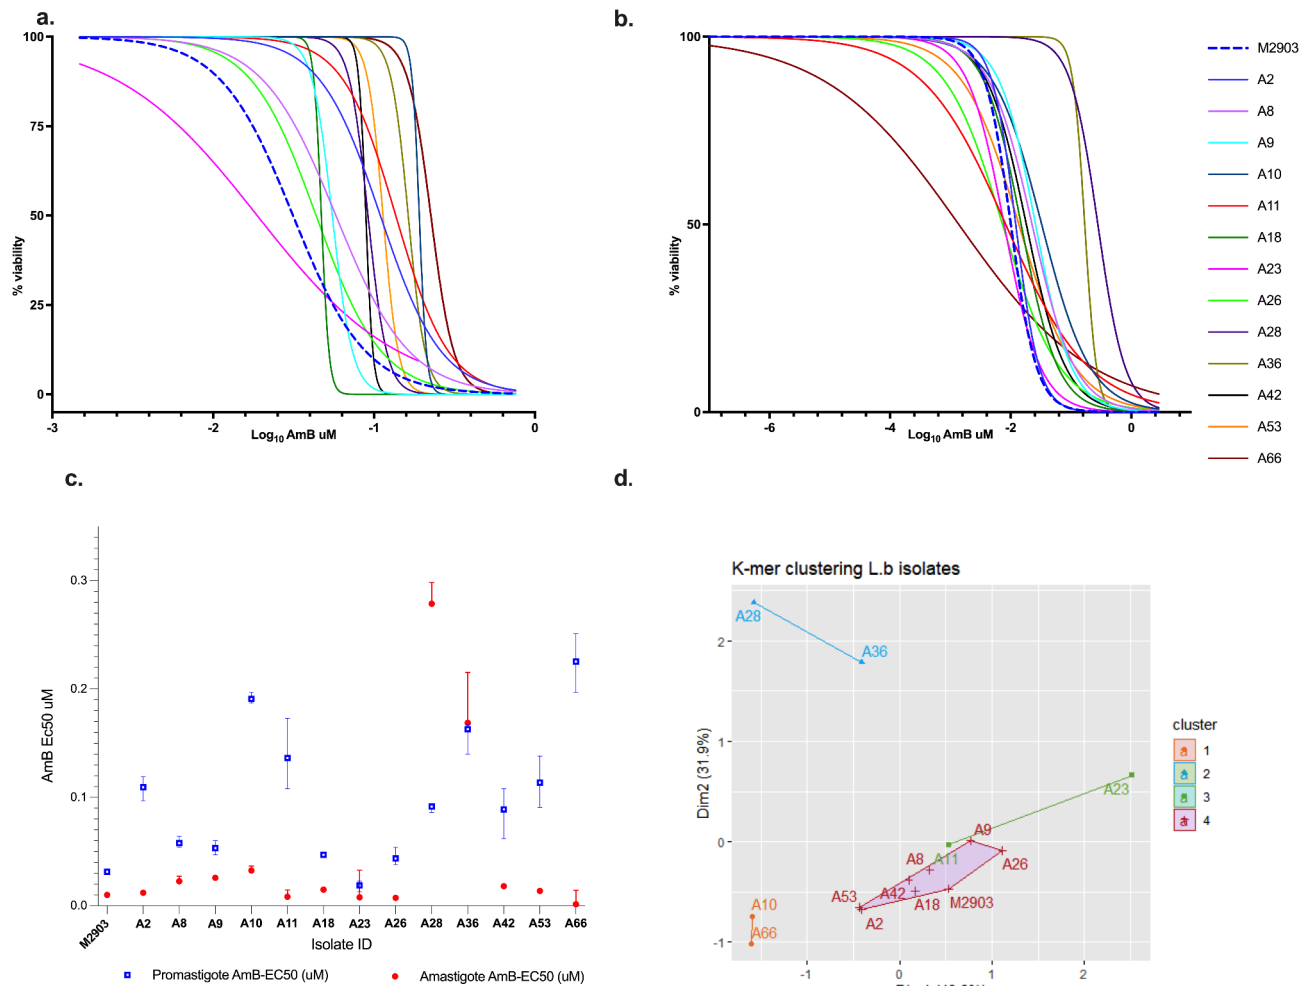 a.
100
75
50
25
0
% viability
-3
-2
-1
0
Log10 AmB uM
b.
100
50
0
% viability
-6
-4
-2
0
Log10 AmB uM
M2903
A2
A8
A9
A10
A11
A18
A23
A26
A28
A36
A42
A53
A66
c.
0.3
0.2
0.1
0.0
AmB Ec50 uM
M2903
A2
A8
A9
A10
A11
A18
A23
A26
A28
A36
A42
A53
A66
Isolate ID
Promastigote AmB-EC50 (uM)
Amastigote AmB-EC50 (uM)
d.
K-mer clustering L.b isolates
Dim2 (31.9%)
2
1
0
-1
-1
0
1
2
A28
A36
A23
A9
A8
A11
A26
A53
A42
A2
A18
M2903
A10
A66
cluster
a 1
a 2
a 3
a 4